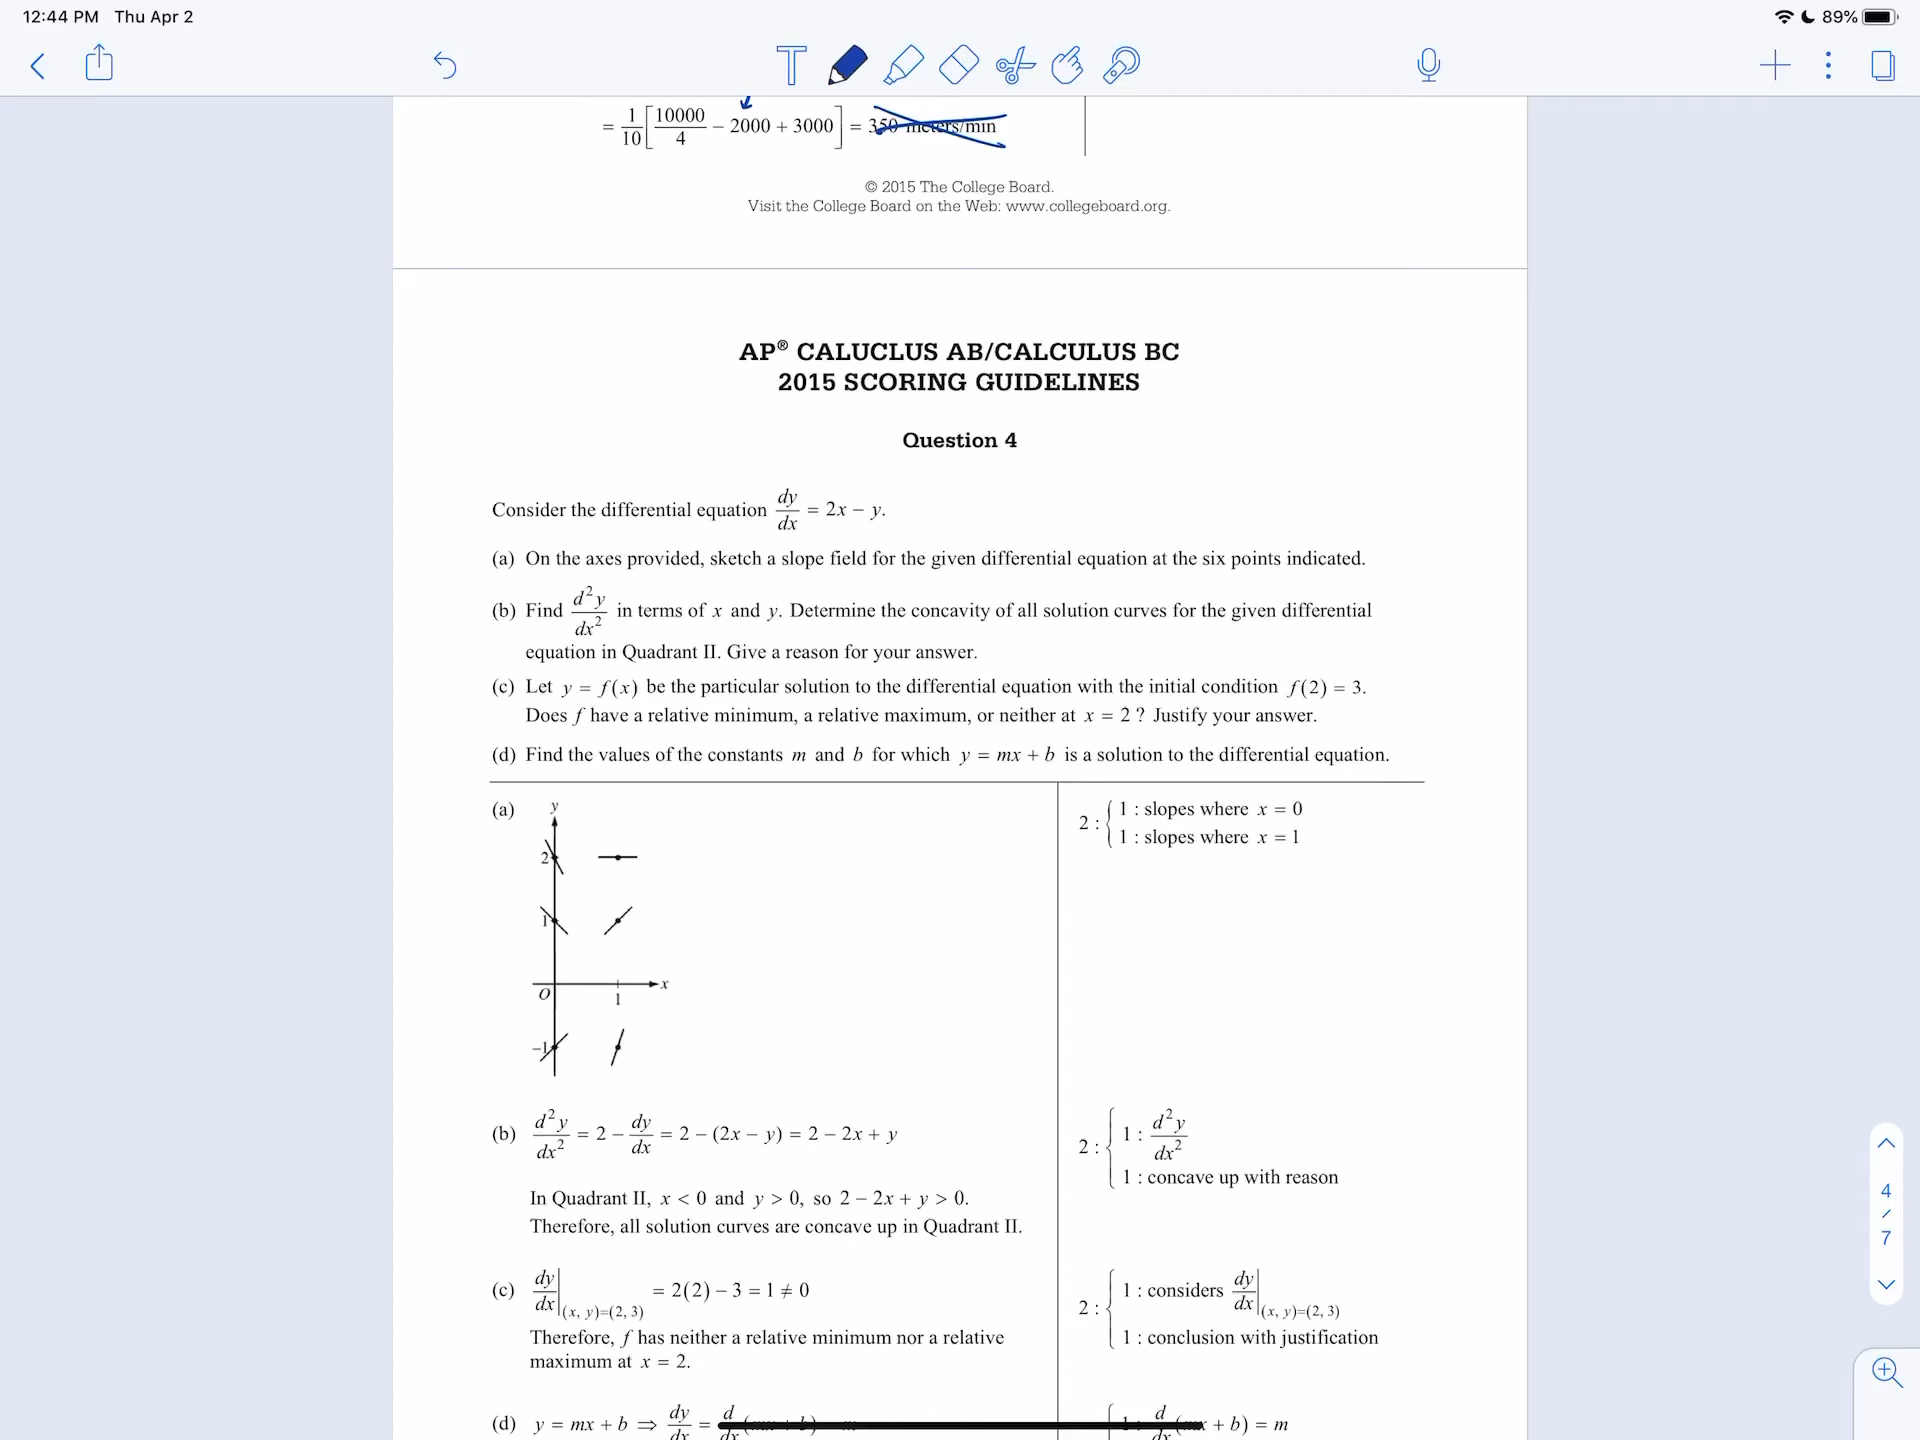 12:44 PM Thu Apr 2
89%
= 1/10 [10000/4 − 2000 + 3000] = 350 meters/min
© 2015 The College Board.
Visit the College Board on the Web: www.collegeboard.org.
AP® CALUCLUS AB/CALCULUS BC
2015 SCORING GUIDELINES
Question 4
Consider the differential equation dy/dx = 2x − y.
(a) On the axes provided, sketch a slope field for the given differential equation at the six points indicated.
(b) Find d²y/dx² in terms of x and y. Determine the concavity of all solution curves for the given differential
equation in Quadrant II. Give a reason for your answer.
(c) Let y = f(x) be the particular solution to the differential equation with the initial condition f(2) = 3.
Does f have a relative minimum, a relative maximum, or neither at x = 2 ? Justify your answer.
(d) Find the values of the constants m and b for which y = mx + b is a solution to the differential equation.
(a)
y
2
1
O
1
x
−1
2 : { 1 : slopes where x = 0
1 : slopes where x = 1
(b) d²y/dx² = 2 − dy/dx = 2 − (2x − y) = 2 − 2x + y
In Quadrant II, x < 0 and y > 0, so 2 − 2x + y > 0.
Therefore, all solution curves are concave up in Quadrant II.
2 : { 1 : d²y/dx²
1 : concave up with reason
(c) dy/dx |(x, y)=(2, 3) = 2(2) − 3 = 1 ≠ 0
Therefore, f has neither a relative minimum nor a relative
maximum at x = 2.
2 : { 1 : considers dy/dx |(x, y)=(2, 3)
1 : conclusion with justification
(d) y = mx + b ⇒ dy/dx = d/dx
d/dx + b) = m
4
/
7